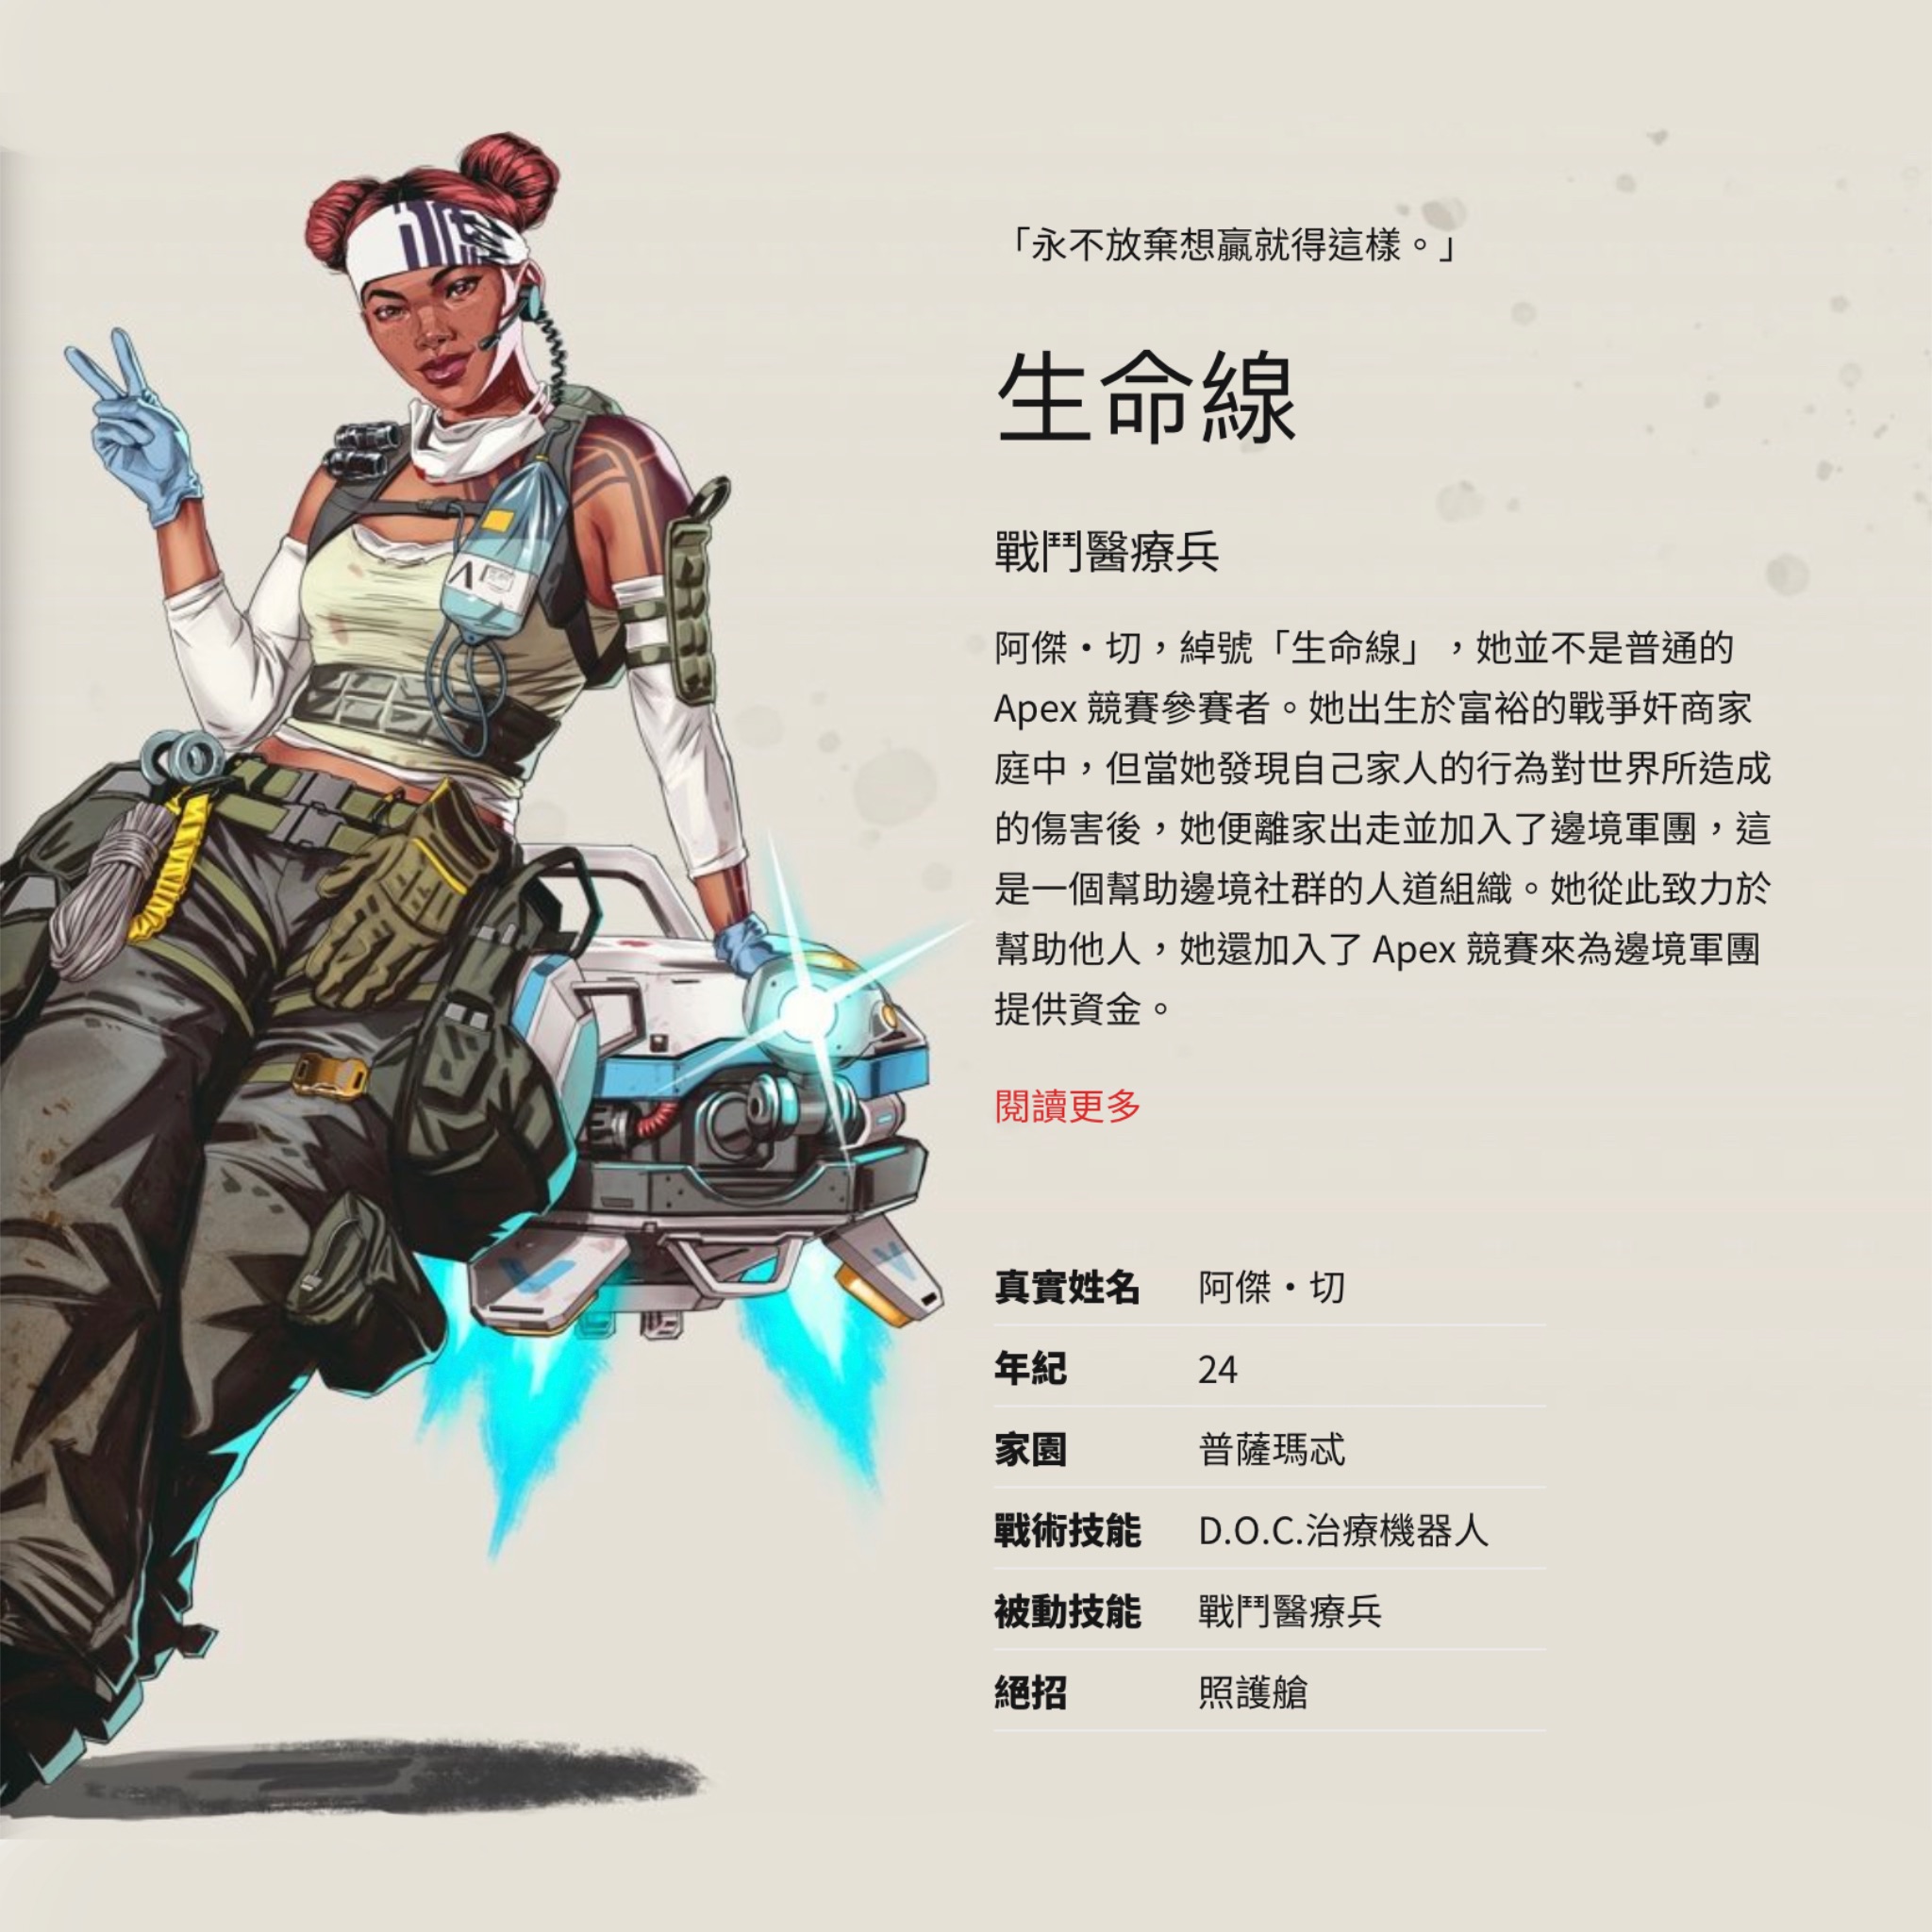 「永不放棄想贏就得這樣。」
生命線
戰鬥醫療兵
阿傑・切，綽號「生命線」，她並不是普通的
Apex 競賽參賽者。她出生於富裕的戰爭奸商家
庭中，但當她發現自己家人的行為對世界所造成
的傷害後，她便離家出走並加入了邊境軍團，這
是一個幫助邊境社群的人道組織。她從此致力於
幫助他人，她還加入了 Apex 競賽來為邊境軍團
提供資金。
閱讀更多
真實姓名 阿傑・切
年紀 24
家園 普薩瑪忒
戰術技能 D.O.C.治療機器人
被動技能 戰鬥醫療兵
絕招 照護艙